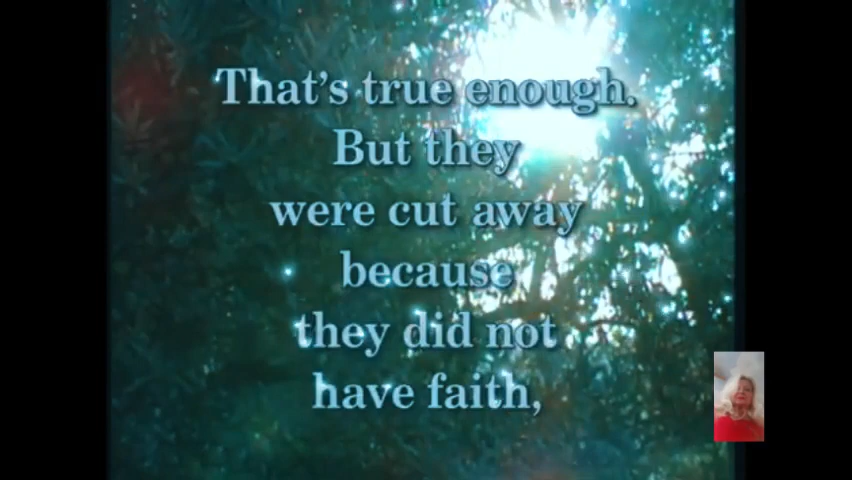 That's true enough.
But they
were cut away
because
they did not
have faith,